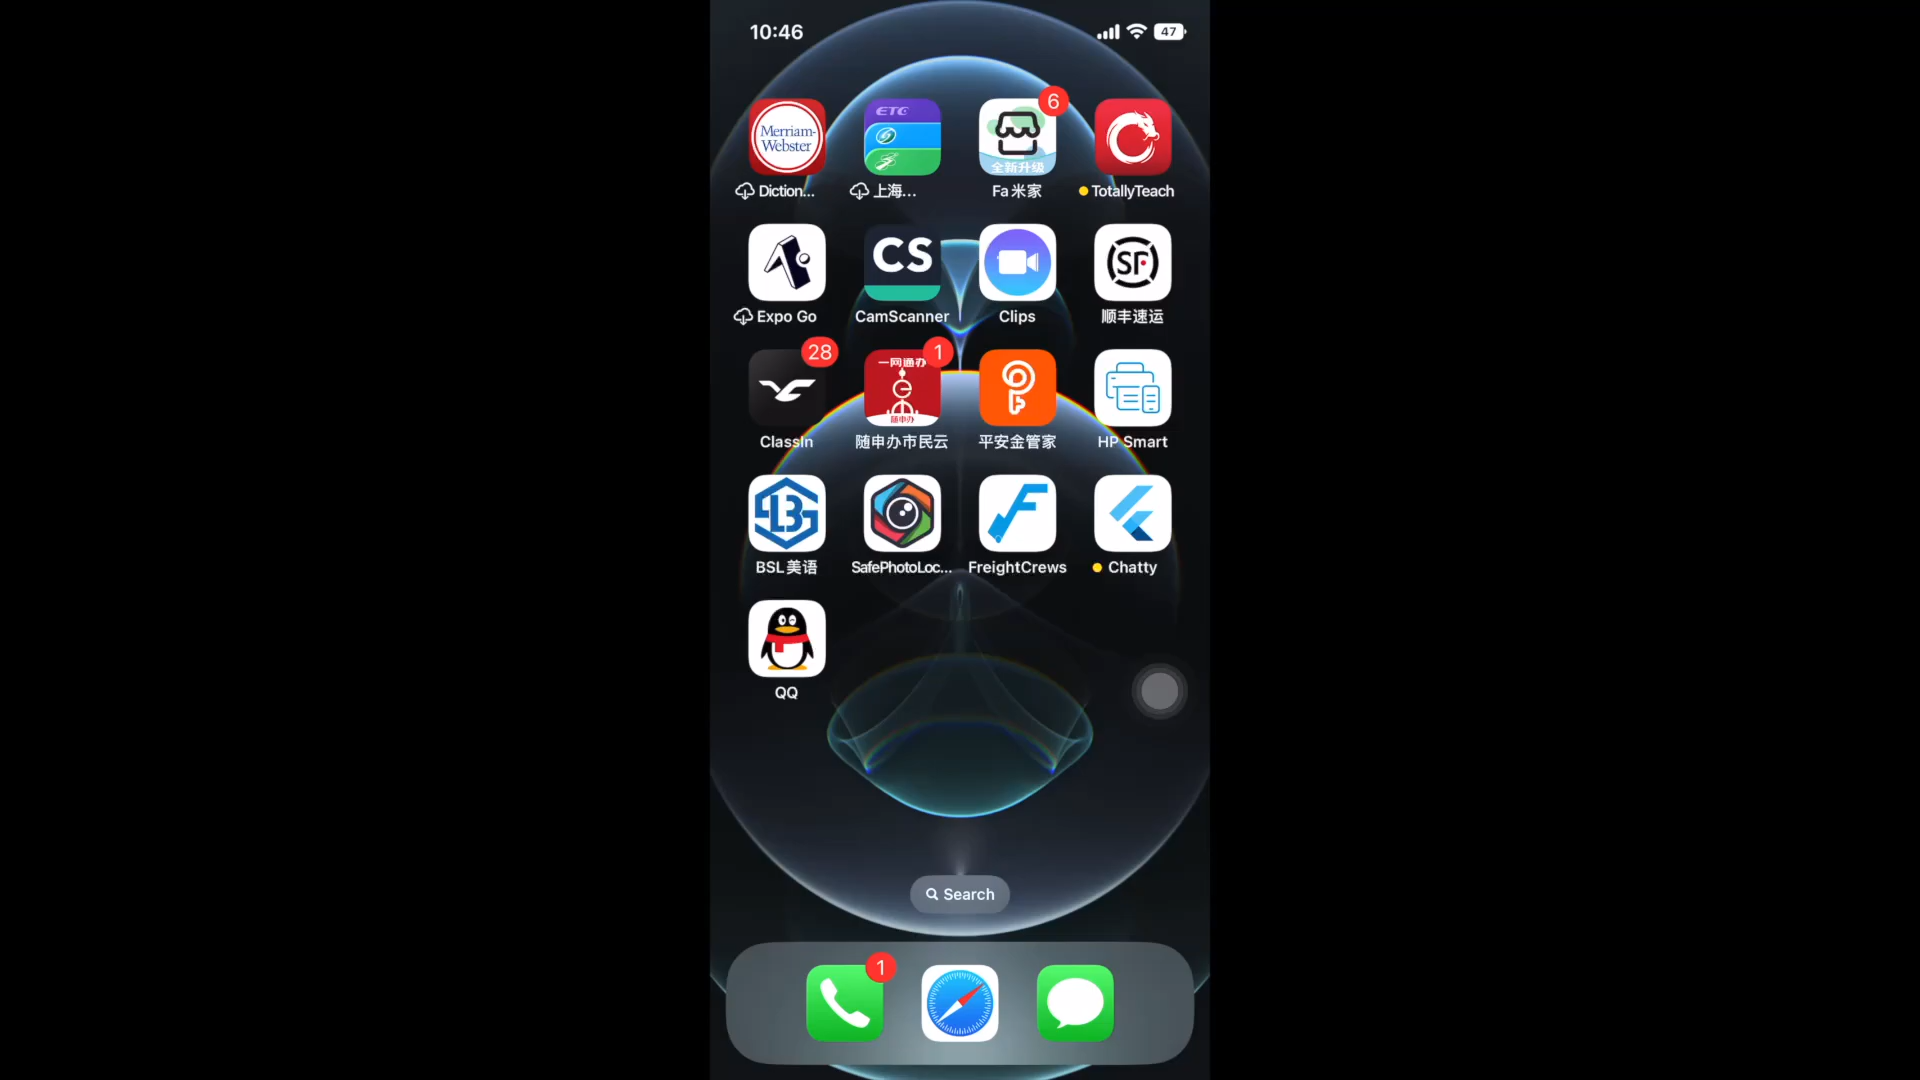 10:46
47
Merriam-
Webster
ETC
全新升级
6
Diction...
上海...
Fa米家
TotallyTeach
CS
SF
Expo Go
CamScanner
Clips
顺丰速运
28
一网通办
随申办
1
ClassIn
随申办市民云
平安金管家
HP Smart
BSL美语
SafePhotoLoc...
FreightCrews
Chatty
QQ
Search
1